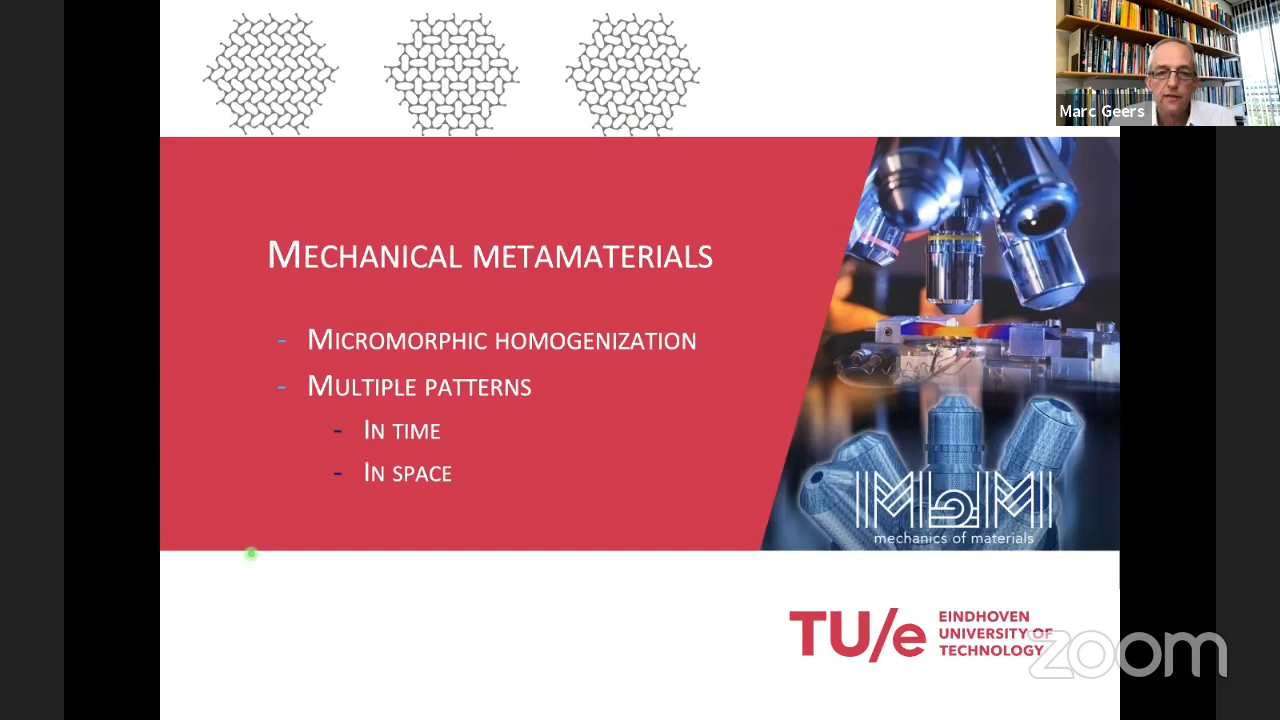 Marc Geers
MECHANICAL METAMATERIALS
- MICROMORPHIC HOMOGENIZATION
- MULTIPLE PATTERNS
- IN TIME
- IN SPACE
MoM
mechanics of materials
TU/e
EINDHOVEN
UNIVERSITY OF
TECHNOLOGY
zoom